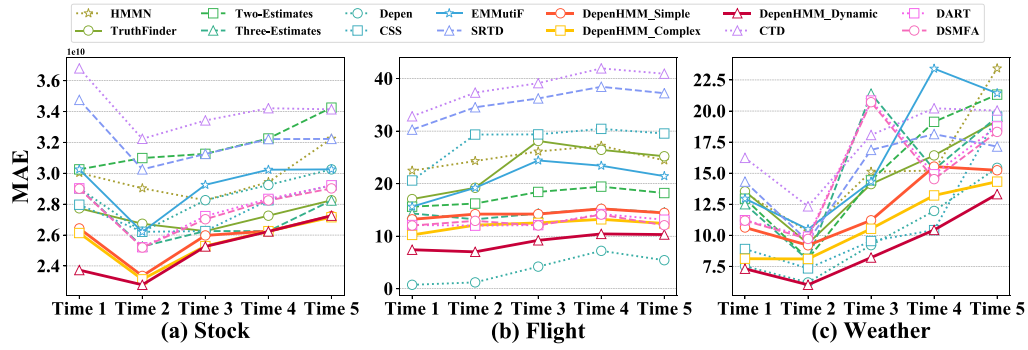 HMMN Two-Estimates Depen EMMutiF DepenHMM_Simple DepenHMM_Dynamic DART
TruthFinder Three-Estimates CSS SRTD DepenHMM_Complex CTD DSMFA
1e10
MAE
3.6
3.4
3.2
3.0
2.8
2.6
2.4
Time 1 Time 2 Time 3 Time 4 Time 5
(a) Stock
40
30
20
10
0
Time 1 Time 2 Time 3 Time 4 Time 5
(b) Flight
22.5
20.0
17.5
15.0
12.5
10.0
7.5
Time 1 Time 2 Time 3 Time 4 Time 5
(c) Weather